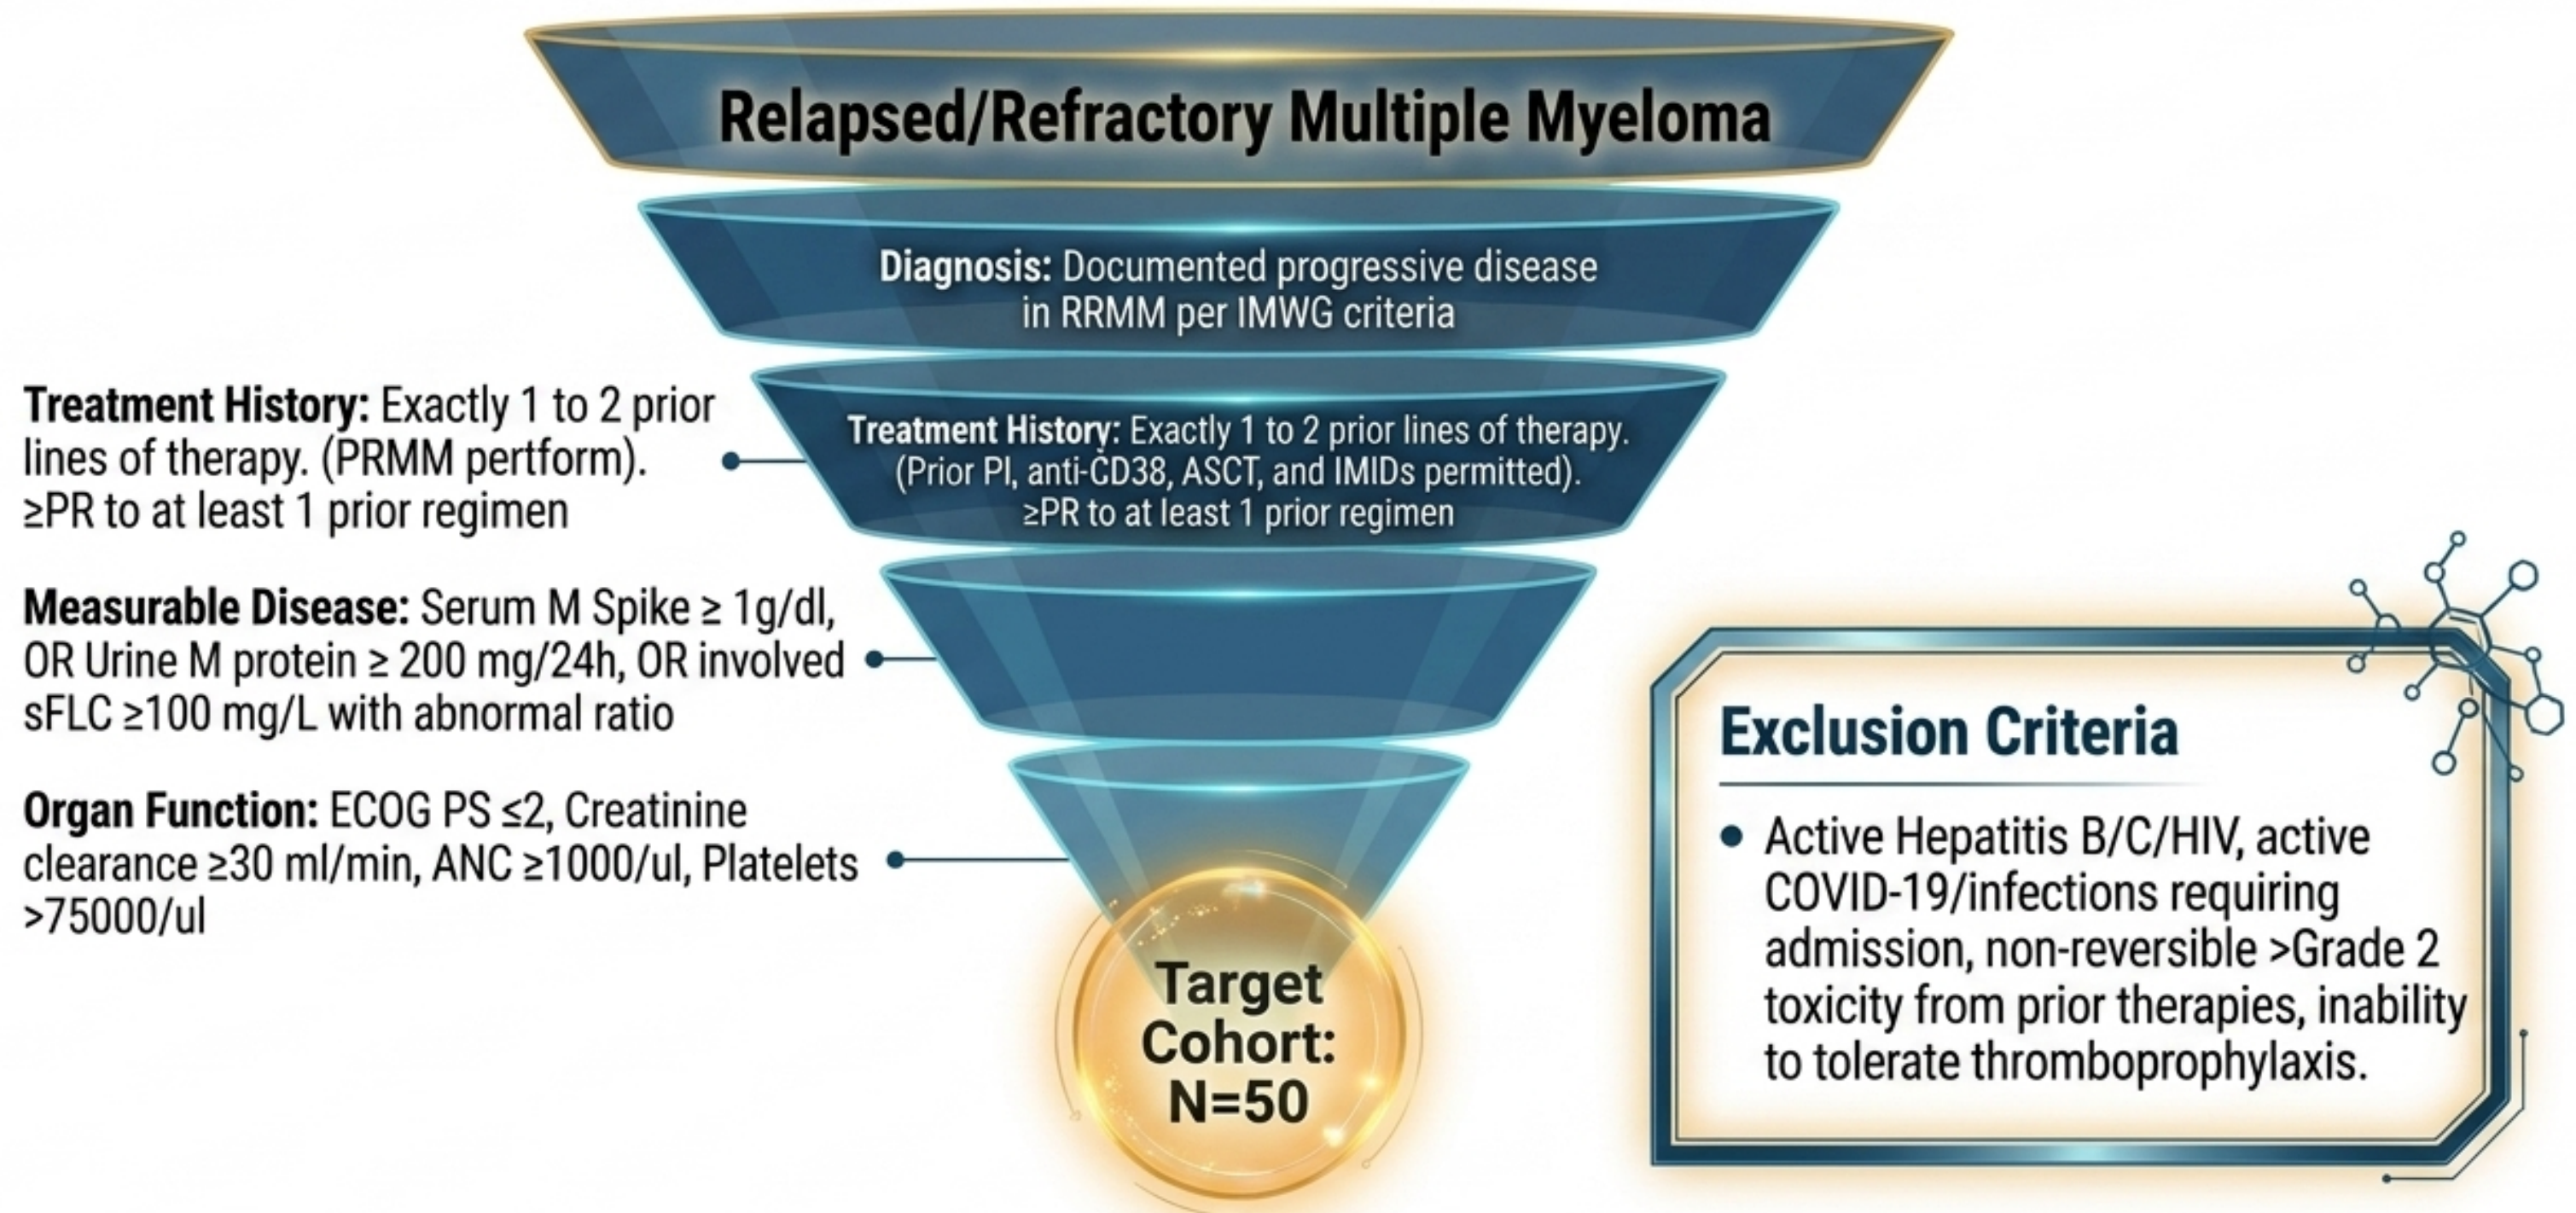 Relapsed/Refractory Multiple Myeloma
Diagnosis: Documented progressive disease
in RRMM per IMWG criteria
Treatment History: Exactly 1 to 2 prior lines of therapy.
(Prior PI, anti-ČD38, ASCT, and IMIDs permitted).
≥PR to at least 1 prior regimen
Treatment History: Exactly 1 to 2 prior
lines of therapy. (PRMM pertform).
≥PR to at least 1 prior regimen
Measurable Disease: Serum M Spike ≥ 1g/dl,
OR Urine M protein ≥ 200 mg/24h, OR involved
sFLC ≥100 mg/L with abnormal ratio
Organ Function: ECOG PS ≤2, Creatinine
clearance ≥30 ml/min, ANC ≥1000/ul, Platelets
>75000/ul
Target
Cohort:
N=50
Exclusion Criteria
● Active Hepatitis B/C/HIV, active
COVID-19/infections requiring
admission, non-reversible >Grade 2
toxicity from prior therapies, inability
to tolerate thromboprophylaxis.